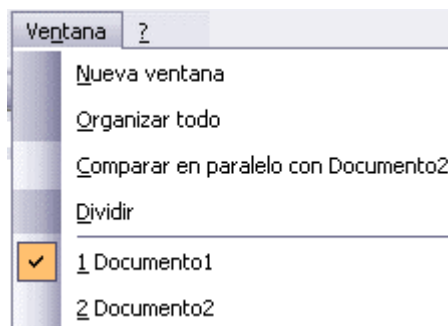 Ventana ?
Nueva ventana
Organizar todo
Comparar en paralelo con Documento2
Dividir
1 Documento1
2 Documento2